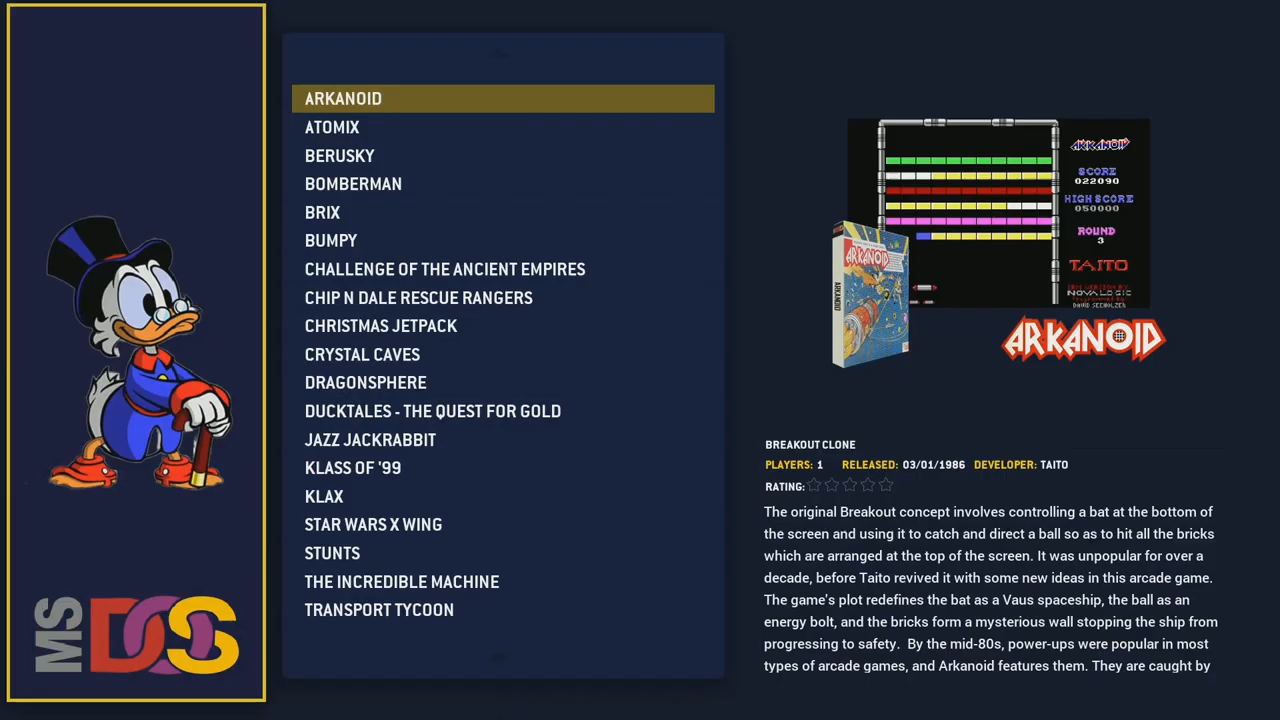 ARKANOID
ATOMIX
BERUSKY
BOMBERMAN
BRIX
BUMPY
CHALLENGE OF THE ANCIENT EMPIRES
CHIP N DALE RESCUE RANGERS
CHRISTMAS JETPACK
CRYSTAL CAVES
DRAGONSPHERE
DUCKTALES - THE QUEST FOR GOLD
JAZZ JACKRABBIT
KLASS OF '99
KLAX
STAR WARS X WING
STUNTS
THE INCREDIBLE MACHINE
TRANSPORT TYCOON
MS DOS
ARKANOID
SCORE
022090
HIGH SCORE
050000
ROUND
3
TAITO
NOVALOGIC
DAVID SEEHOLZER
ARKANOID
ARKANOID
ARKANOID
BREAKOUT CLONE
PLAYERS: 1 RELEASED: 03/01/1986 DEVELOPER: TAITO
RATING:
The original Breakout concept involves controlling a bat at the bottom of
the screen and using it to catch and direct a ball so as to hit all the bricks
which are arranged at the top of the screen. It was unpopular for over a
decade, before Taito revived it with some new ideas in this arcade game.
The game's plot redefines the bat as a Vaus spaceship, the ball as an
energy bolt, and the bricks form a mysterious wall stopping the ship from
progressing to safety.  By the mid-80s, power-ups were popular in most
types of arcade games, and Arkanoid features them. They are caught by